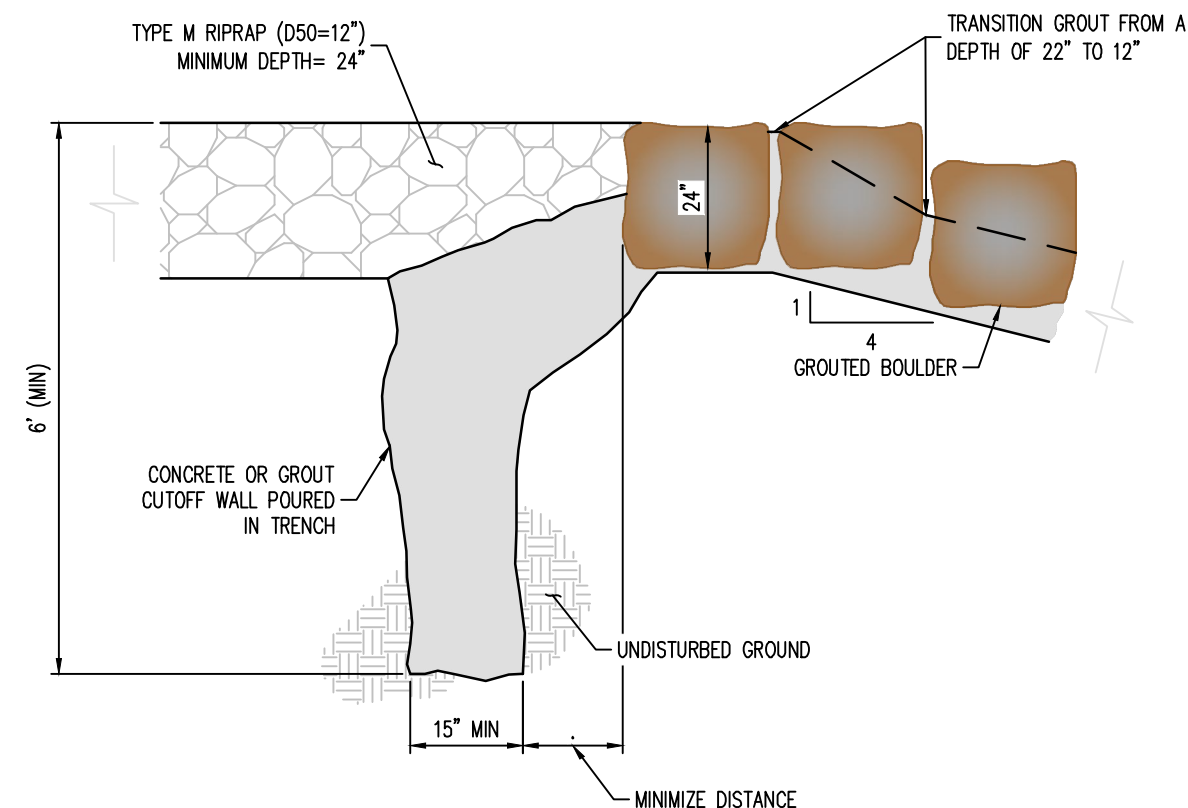 TYPE M RIPRAP (D50=12")
MINIMUM DEPTH= 24"
TRANSITION GROUT FROM A
DEPTH OF 22" TO 12"
24"
1
4
GROUTED BOULDER
6' (MIN)
CONCRETE OR GROUT
CUTOFF WALL POURED
IN TRENCH
UNDISTURBED GROUND
15" MIN
MINIMIZE DISTANCE